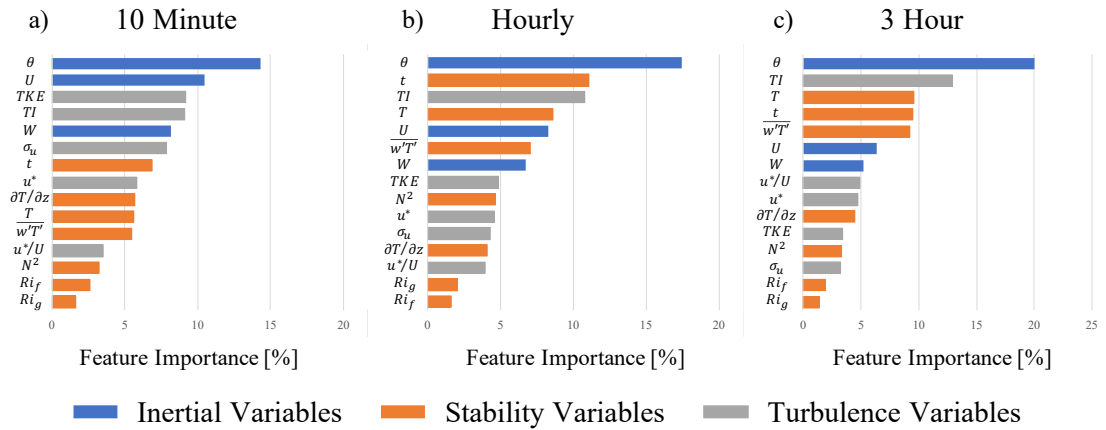 a) 10 Minute
θ
U
TKE
TI
W
σ_u
t
u*
∂T/∂z
T
w'T'
u*/U
N²
Ri_f
Ri_g
0 5 10 15 20
Feature Importance [%]
b) Hourly
θ
t
TI
T
U
w'T'
W
TKE
N²
u*
σ_u
∂T/∂z
u*/U
Ri_g
Ri_f
0 5 10 15 20
Feature Importance [%]
c) 3 Hour
θ
TI
T
t
w'T'
U
W
u*/U
u*
∂T/∂z
TKE
N²
σ_u
Ri_f
Ri_g
0 5 10 15 20 25
Feature Importance [%]
Inertial Variables Stability Variables Turbulence Variables